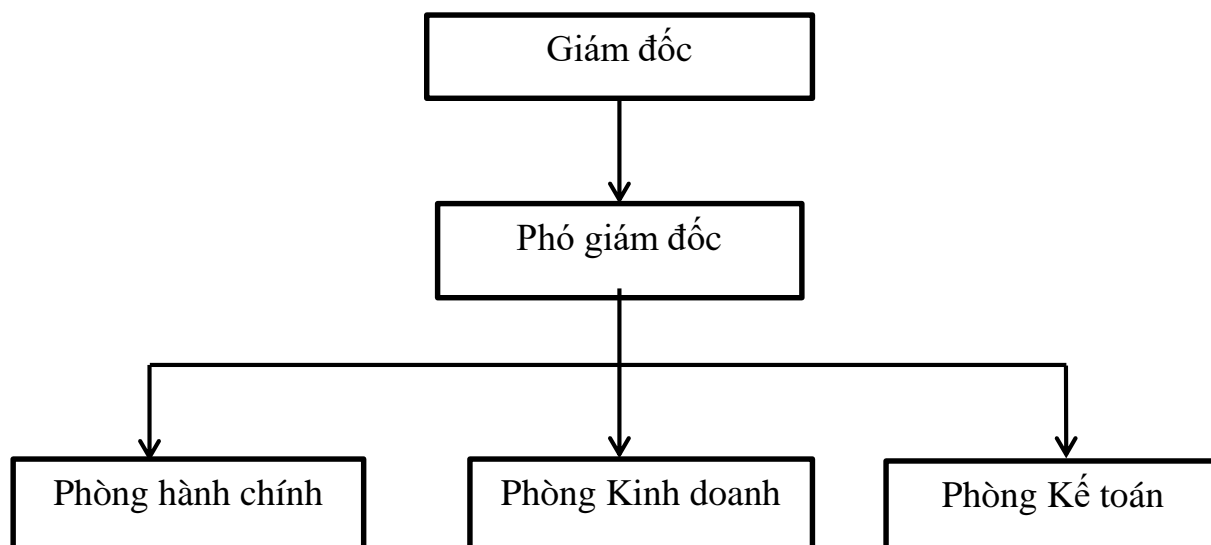 Giám đốc
Phó giám đốc
Phòng hành chính
Phòng Kinh doanh
Phòng Kế toán